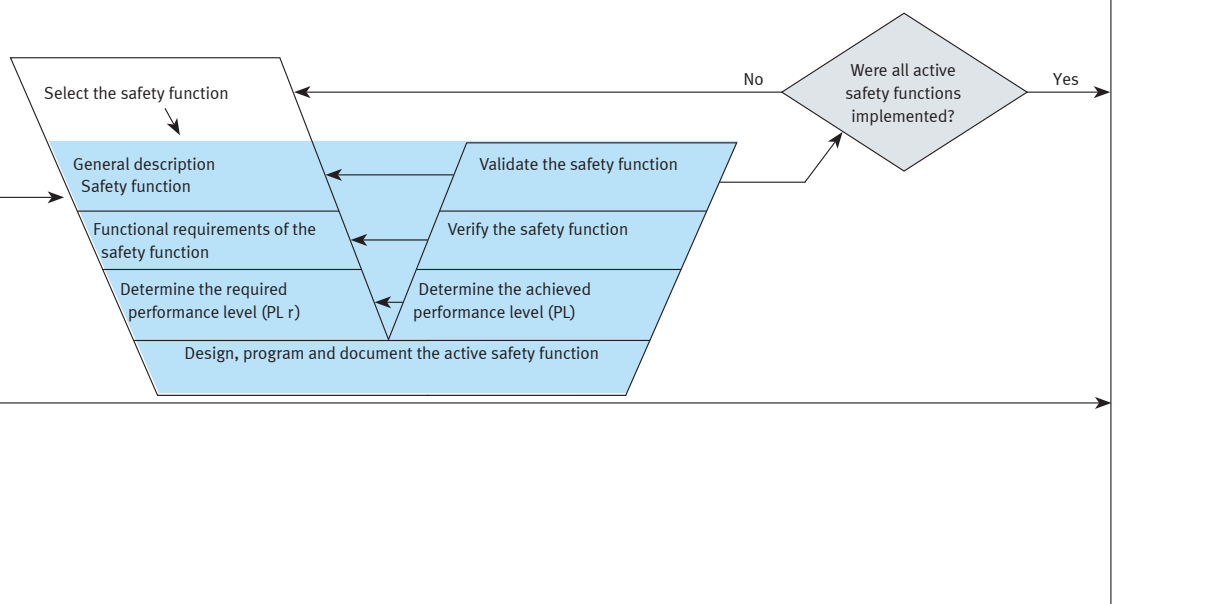 Select the safety function
General description
Safety function
Functional requirements of the
safety function
Determine the required
performance level (PL r)
Design, program and document the active safety function
Determine the achieved
performance level (PL)
Verify the safety function
Validate the safety function
Were all active
safety functions
implemented?
No
Yes